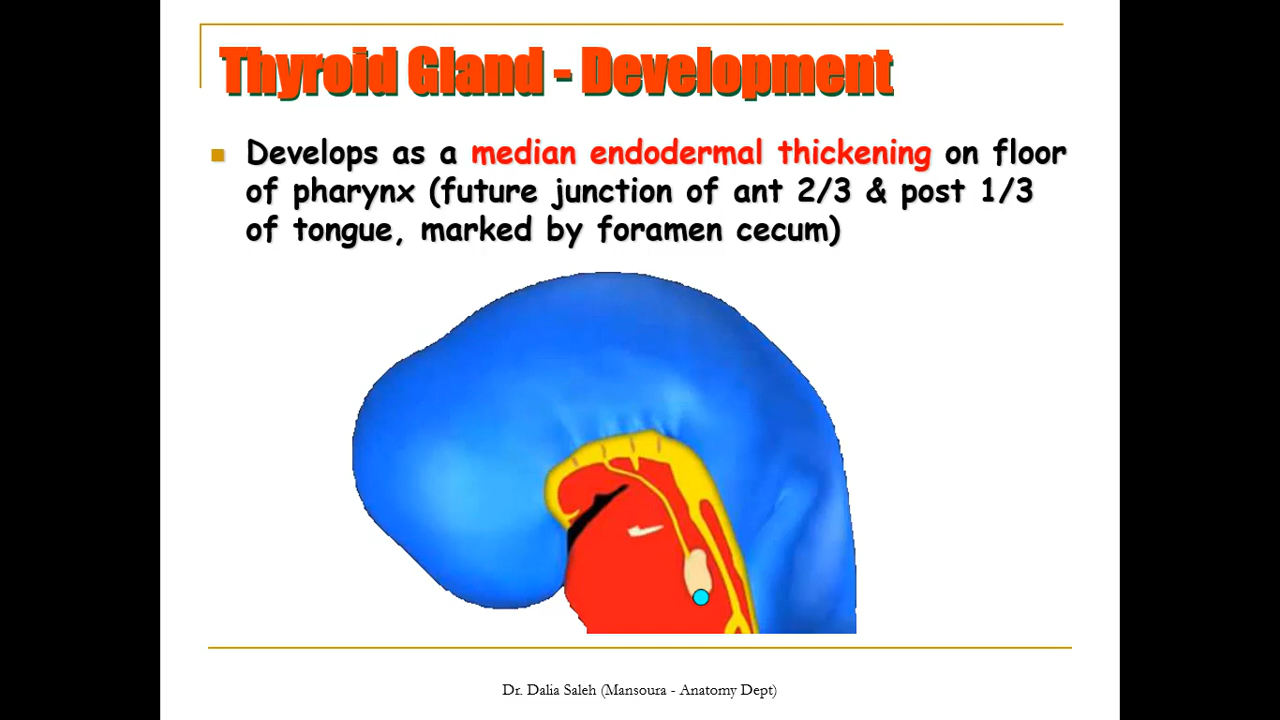 Thyroid Gland - Development
Develops as a median endodermal thickening on floor
of pharynx (future junction of ant 2/3 & post 1/3
of tongue, marked by foramen cecum)
Dr. Dalia Saleh (Mansoura - Anatomy Dept)